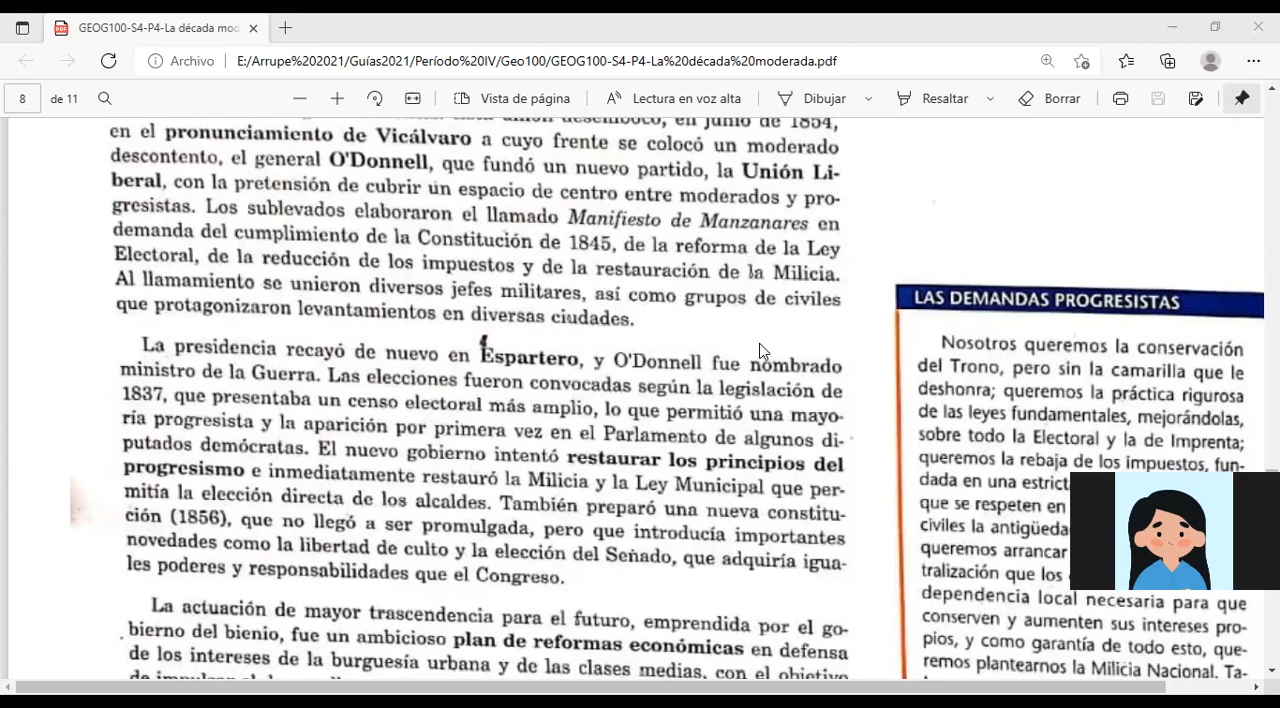 GEOG100-S4-P4-La década mod
Archivo
E:/Arrupe%202021/Guías2021/Período%20IV/Geo100/GEOG100-S4-P4-La%20década%20moderada.pdf
8 de 11
Vista de página
Lectura en voz alta
Dibujar
Resaltar
Borrar
unión desembocó, en junio de 1854,
en el pronunciamiento de Vicálvaro a cuyo frente se colocó un moderado
descontento, el general O'Donnell, que fundó un nuevo partido, la Unión Li-
beral, con la pretensión de cubrir un espacio de centro entre moderados y pro-
gresistas. Los sublevados elaboraron el llamado Manifiesto de Manzanares en
demanda del cumplimiento de la Constitución de 1845, de la reforma de la Ley
Electoral, de la reducción de los impuestos y de la restauración de la Milicia.
Al llamamiento se unieron diversos jefes militares, así como grupos de civiles
que protagonizaron levantamientos en diversas ciudades.
La presidencia recayó de nuevo en Espartero, y O'Donnell fue nombrado
ministro de la Guerra. Las elecciones fueron convocadas según la legislación de
1837, que presentaba un censo electoral más amplio, lo que permitió una mayo-
ría progresista y la aparición por primera vez en el Parlamento de algunos di-
putados demócratas. El nuevo gobierno intentó restaurar los principios del
progresismo e inmediatamente restauró la Milicia y la Ley Municipal que per-
mitía la elección directa de los alcaldes. También preparó una nueva constitu-
ción (1856), que no llegó a ser promulgada, pero que introducía importantes
novedades como la libertad de culto y la elección del Senado, que adquiría igua-
les poderes y responsabilidades que el Congreso.
La actuación de mayor trascendencia para el futuro, emprendida por el go-
bierno del bienio, fue un ambicioso plan de reformas económicas en defensa
de los intereses de la burguesía urbana y de las clases medias, con el objetivo
LAS DEMANDAS PROGRESISTAS
Nosotros queremos la conservación
del Trono, pero sin la camarilla que le
deshonra; queremos la práctica rigurosa
de las leyes fundamentales, mejorándolas,
sobre todo la Electoral y la de Imprenta;
queremos la rebaja de los impuestos, fun-
dada en una estrict
que se respeten en
civiles la antigüeda
queremos arrancar
tralización que los
dependencia local necesaria para que
conserven y aumenten sus intereses pro-
pios, y como garantía de todo esto, que-
remos plantearnos la Milicia Nacional. Ta-